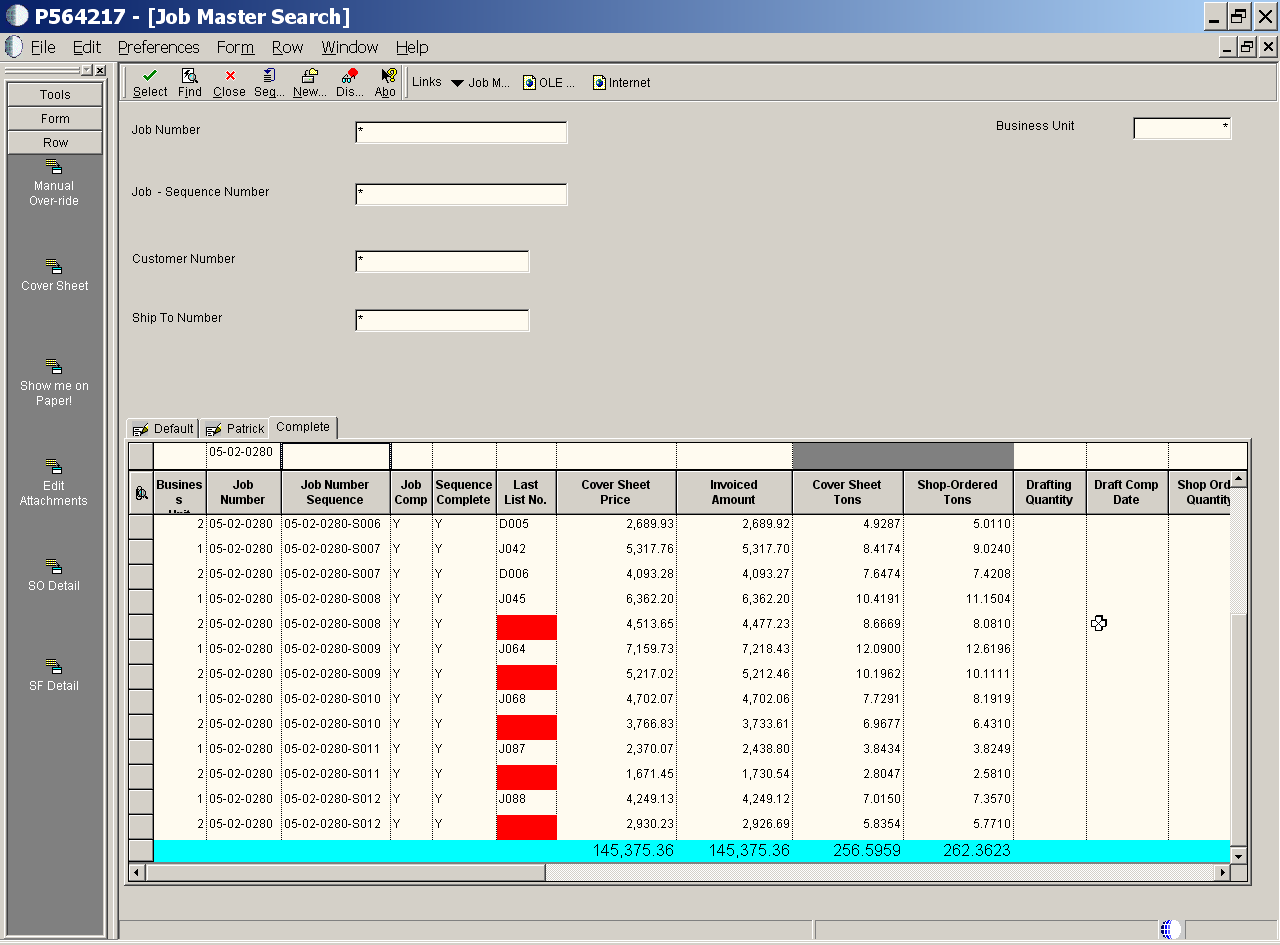 P564217 - [Job Master Search]
File Edit Preferences Form Row Window Help
Tools
Form
Row
Manual
Over-ride
Cover Sheet
Show me on
Paper!
Edit
Attachments
SO Detail
SF Detail
Select Find Close Seq... New... Dis... Abo
Links Job M... OLE ... Internet
Job Number *
Business Unit *
Job - Sequence Number *
Customer Number *
Ship To Number *
Default Patrick Complete
05-02-0280
Busines
s
Unit
Job
Number
Job Number
Sequence
Job
Comp
Sequence
Complete
Last
List No.
Cover Sheet
Price
Invoiced
Amount
Cover Sheet
Tons
Shop-Ordered
Tons
Drafting
Quantity
Draft Comp
Date
Shop Ord
Quantity
2 05-02-0280 05-02-0280-S006 Y Y D005 2,689.93 2,689.92 4.9287 5.0110
1 05-02-0280 05-02-0280-S007 Y Y J042 5,317.76 5,317.70 8.4174 9.0240
2 05-02-0280 05-02-0280-S007 Y Y D006 4,093.28 4,093.27 7.6474 7.4208
1 05-02-0280 05-02-0280-S008 Y Y J045 6,362.20 6,362.20 10.4191 11.1504
2 05-02-0280 05-02-0280-S008 Y Y 4,513.65 4,477.23 8.6669 8.0810
1 05-02-0280 05-02-0280-S009 Y Y J064 7,159.73 7,218.43 12.0900 12.6196
2 05-02-0280 05-02-0280-S009 Y Y 5,217.02 5,212.46 10.1962 10.1111
1 05-02-0280 05-02-0280-S010 Y Y J068 4,702.07 4,702.06 7.7291 8.1919
2 05-02-0280 05-02-0280-S010 Y Y 3,766.83 3,733.61 6.9677 6.4310
1 05-02-0280 05-02-0280-S011 Y Y J087 2,370.07 2,438.80 3.8434 3.8249
2 05-02-0280 05-02-0280-S011 Y Y 1,671.45 1,730.54 2.8047 2.5810
1 05-02-0280 05-02-0280-S012 Y Y J088 4,249.13 4,249.12 7.0150 7.3570
2 05-02-0280 05-02-0280-S012 Y Y 2,930.23 2,926.69 5.8354 5.7710
145,375.36 145,375.36 256.5959 262.3623